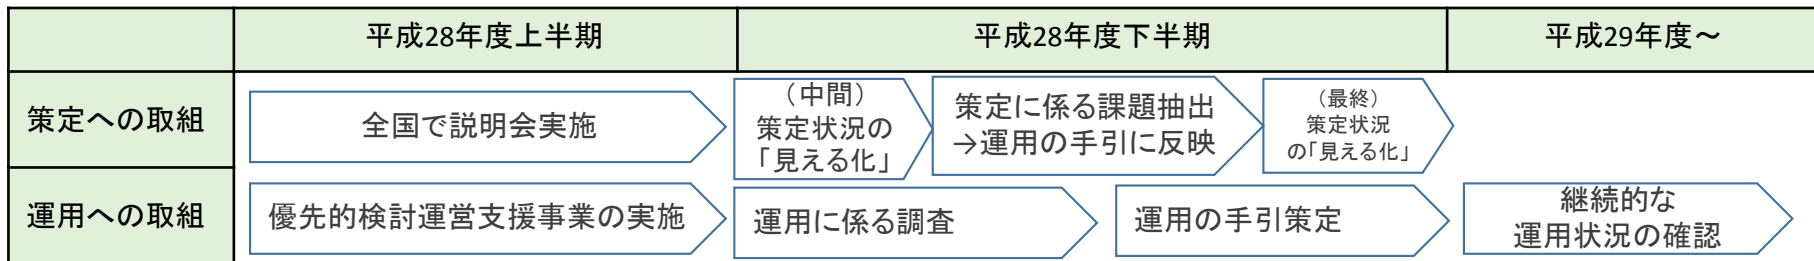 平成28年度上半期
平成28年度下半期
平成29年度～
策定への取組
全国で説明会実施
（中間）
策定状況の
「見える化」
策定に係る課題抽出
→運用の手引に反映
（最終）
策定状況
の「見える化」
運用への取組
優先的検討運営支援事業の実施
運用に係る調査
運用の手引策定
継続的な
運用状況の確認